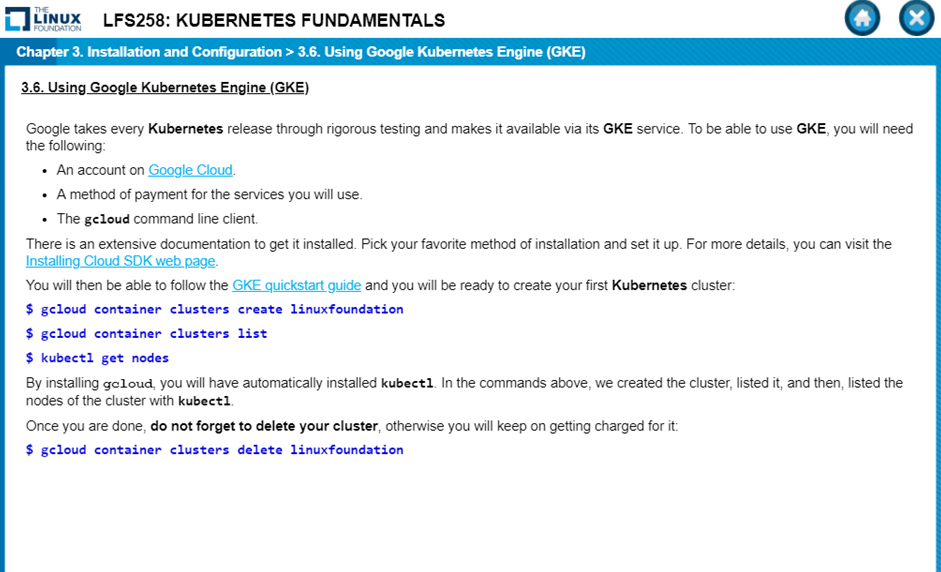 THE
LINUX
FOUNDATION
LFS258: KUBERNETES FUNDAMENTALS
Chapter 3. Installation and Configuration > 3.6. Using Google Kubernetes Engine (GKE)
3.6. Using Google Kubernetes Engine (GKE)
Google takes every Kubernetes release through rigorous testing and makes it available via its GKE service. To be able to use GKE, you will need
the following:
• An account on Google Cloud.
• A method of payment for the services you will use.
• The gcloud command line client.
There is an extensive documentation to get it installed. Pick your favorite method of installation and set it up. For more details, you can visit the
Installing Cloud SDK web page.
You will then be able to follow the GKE quickstart guide and you will be ready to create your first Kubernetes cluster:
$ gcloud container clusters create linuxfoundation
$ gcloud container clusters list
$ kubectl get nodes
By installing gcloud, you will have automatically installed kubectl. In the commands above, we created the cluster, listed it, and then, listed the
nodes of the cluster with kubectl.
Once you are done, do not forget to delete your cluster, otherwise you will keep on getting charged for it:
$ gcloud container clusters delete linuxfoundation